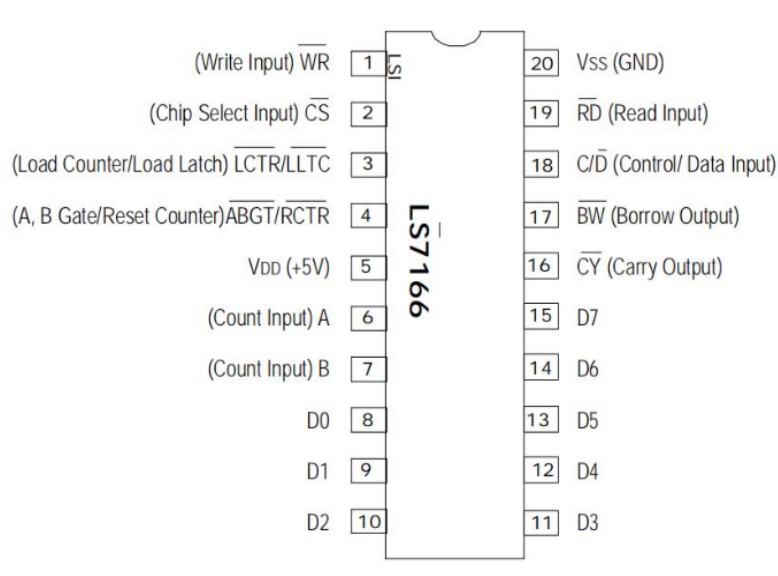 (Write Input) WR 1 LSI 20 Vss (GND)
(Chip Select Input) CS 2 19 RD (Read Input)
(Load Counter/Load Latch) LCTR/LLTC 3 18 C/D (Control/ Data Input)
(A, B Gate/Reset Counter)ABGT/RCTR 4 17 BW (Borrow Output)
VDD (+5V) 5 16 CY (Carry Output)
LS7166
(Count Input) A 6 15 D7
(Count Input) B 7 14 D6
D0 8 13 D5
D1 9 12 D4
D2 10 11 D3